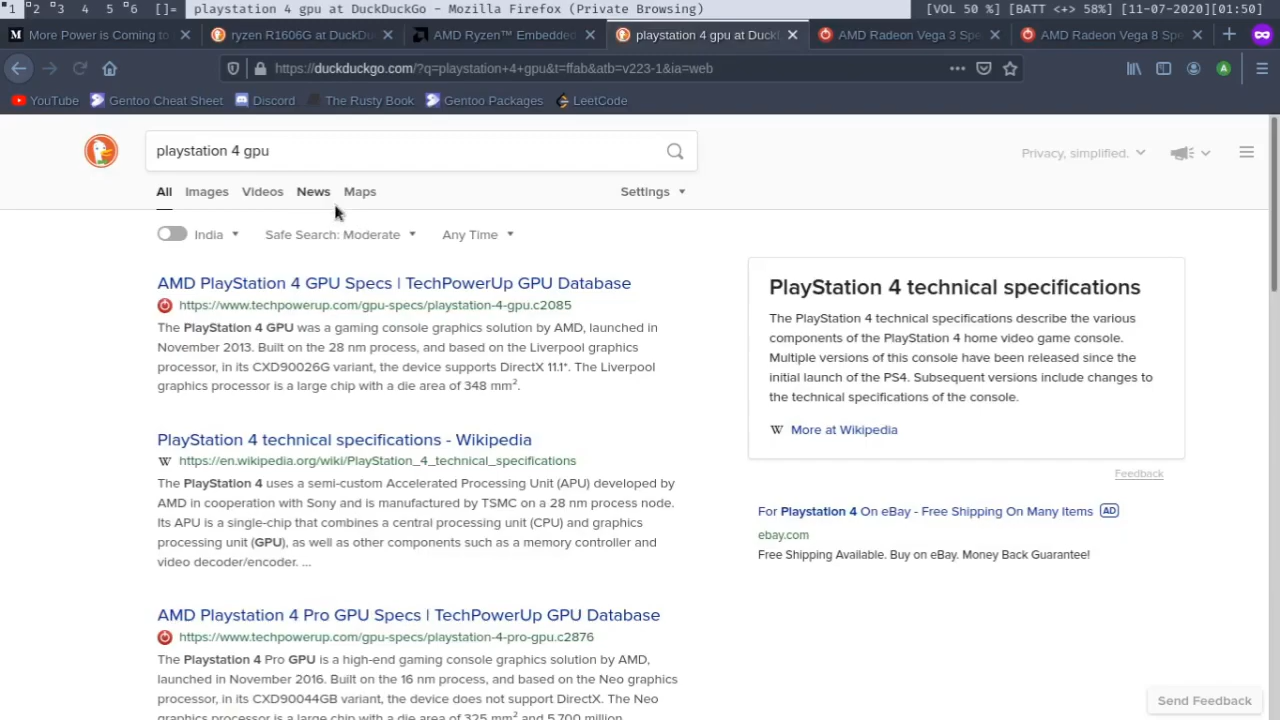 1 2 3 4 5 6 []= playstation 4 gpu at DuckDuckGo - Mozilla Firefox (Private Browsing) [VOL 50 %] [BATT <+> 58%] [11-07-2020][01:50]
M More Power is Coming to ryzen R1606G at DuckDu AMD Ryzen™ Embedded playstation 4 gpu at Duck AMD Radeon Vega 3 Spe AMD Radeon Vega 8 Spe
https://duckduckgo.com/?q=playstation+4+gpu&t=ffab&atb=v223-1&ia=web A
YouTube Gentoo Cheat Sheet Discord The Rusty Book Gentoo Packages LeetCode
playstation 4 gpu
Privacy, simplified.
All Images Videos News Maps Settings
India Safe Search: Moderate Any Time
AMD PlayStation 4 GPU Specs | TechPowerUp GPU Database
https://www.techpowerup.com/gpu-specs/playstation-4-gpu.c2085
The PlayStation 4 GPU was a gaming console graphics solution by AMD, launched in
November 2013. Built on the 28 nm process, and based on the Liverpool graphics
processor, in its CXD90026G variant, the device supports DirectX 11.1*. The Liverpool
graphics processor is a large chip with a die area of 348 mm².
PlayStation 4 technical specifications - Wikipedia
W https://en.wikipedia.org/wiki/PlayStation_4_technical_specifications
The PlayStation 4 uses a semi-custom Accelerated Processing Unit (APU) developed by
AMD in cooperation with Sony and is manufactured by TSMC on a 28 nm process node.
Its APU is a single-chip that combines a central processing unit (CPU) and graphics
processing unit (GPU), as well as other components such as a memory controller and
video decoder/encoder. ...
AMD Playstation 4 Pro GPU Specs | TechPowerUp GPU Database
https://www.techpowerup.com/gpu-specs/playstation-4-pro-gpu.c2876
The Playstation 4 Pro GPU is a high-end gaming console graphics solution by AMD,
launched in November 2016. Built on the 16 nm process, and based on the Neo graphics
processor, in its CXD90044GB variant, the device does not support DirectX. The Neo
graphics processor is a large chip with a die area of 325 mm² and 5,700 million
PlayStation 4 technical specifications
The PlayStation 4 technical specifications describe the various
components of the PlayStation 4 home video game console.
Multiple versions of this console have been released since the
initial launch of the PS4. Subsequent versions include changes to
the technical specifications of the console.
W More at Wikipedia
Feedback
For Playstation 4 On eBay - Free Shipping On Many Items AD
ebay.com
Free Shipping Available. Buy on eBay. Money Back Guarantee!
Send Feedback